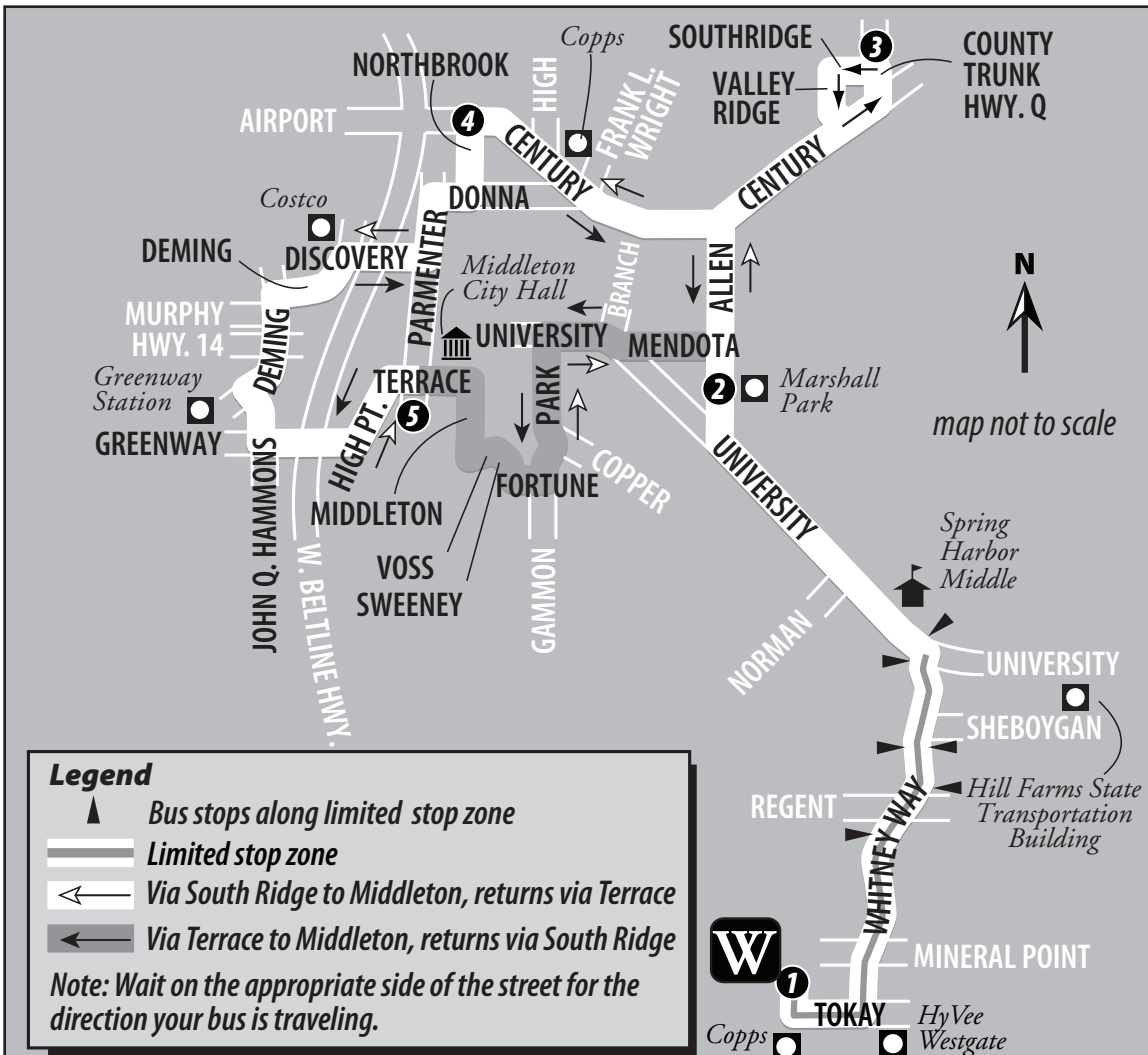 Copps
SOUTHRIDGE
3
COUNTY
TRUNK
HWY. Q
NORTHBROOK
HIGH
FRANK L.
WRIGHT
VALLEY
RIDGE
AIRPORT
4
CENTURY
CENTURY
Costco
DONNA
DEMING
DISCOVERY
PARMENTER
Middleton
City Hall
BRANCH
ALLEN
N
MURPHY
HWY. 14
DEMING
UNIVERSITY
MENDOTA
Greenway
Station
TERRACE
PARK
2
Marshall
Park
map not to scale
GREENWAY
HIGH PT.
5
UNIVERSITY
JOHN Q. HAMMONS
W. BELTLINE HWY.
MIDDLETON
FORTUNE
COPPER
VOSS
SWEENEY
GAMMON
Spring
Harbor
Middle
NORMAN
UNIVERSITY
SHEBOYGAN
REGENT
Hill Farms State
Transportation
Building
WHITNEY WAY
MINERAL POINT
W
1
TOKAY
HyVee
Westgate
Copps
Legend
Bus stops along limited stop zone
Limited stop zone
Via South Ridge to Middleton, returns via Terrace
Via Terrace to Middleton, returns via South Ridge
Note: Wait on the appropriate side of the street for the
direction your bus is traveling.